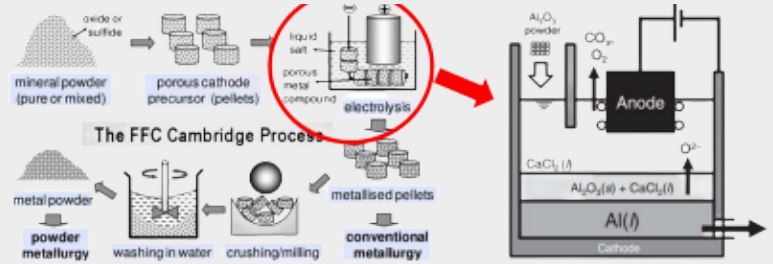 oxide or
sulfide
mineral powder
(pure or mixed)
porous cathode
precursor (pellets)
liquid
salt
porous
metal
compound
electrolysis
The FFC Cambridge Process
metallised pellets
conventional
metallurgy
crushing/milling
washing in water
metal powder
powder
metallurgy
Al₂O₃
powder
O₂
Anode
O²⁻
CaCl₂ (l)
Al₂O₃(s) + CaCl₂(l)
Al(l)
Cathode